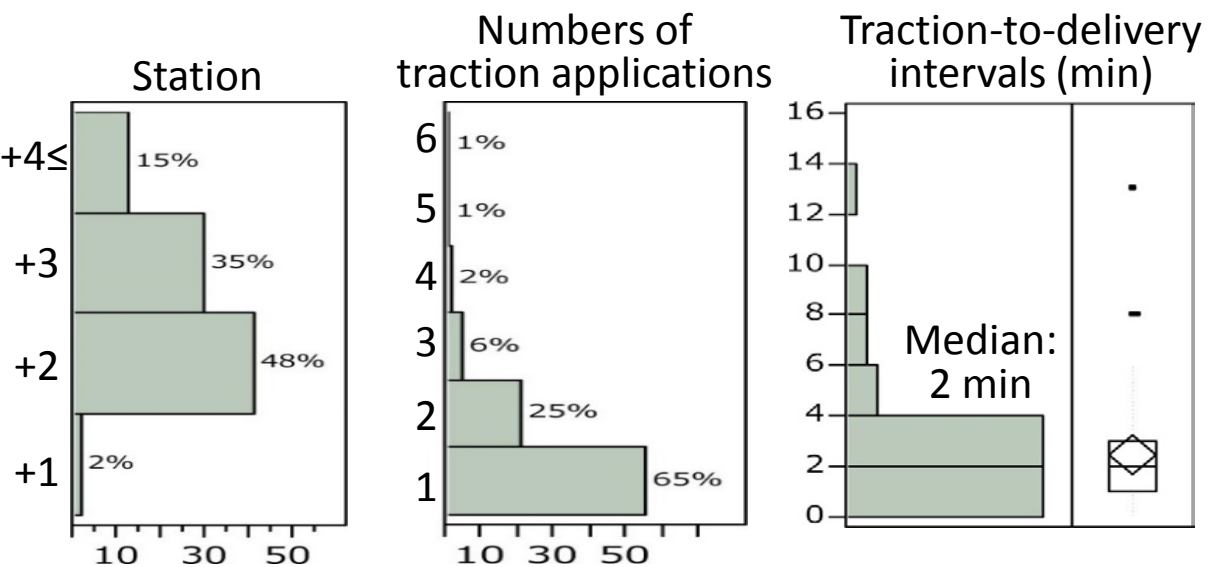 Station
+4≤
15%
+3
35%
+2
48%
+1
2%
10 30 50
Numbers of
traction applications
6 1%
5 1%
4 2%
3 6%
2 25%
1 65%
10 30 50
Traction-to-delivery
intervals (min)
16
14
12
10
8
6
4
2
0
Median:
2 min